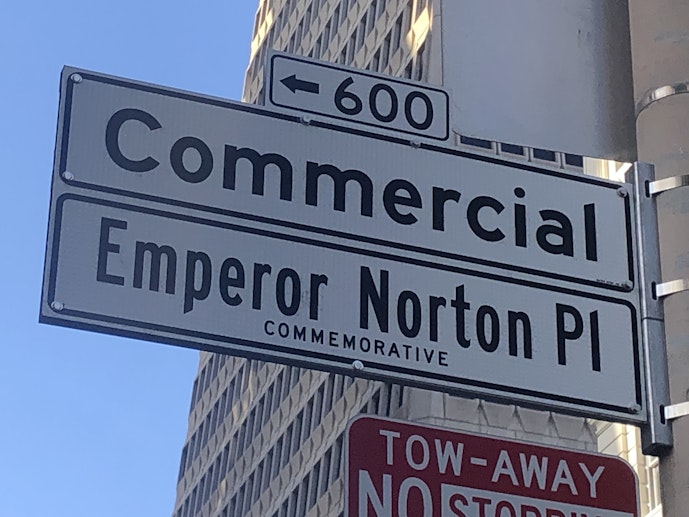 ← 600
Commercial
Emperor Norton Pl
COMMEMORATIVE
TOW-AWAY
NO